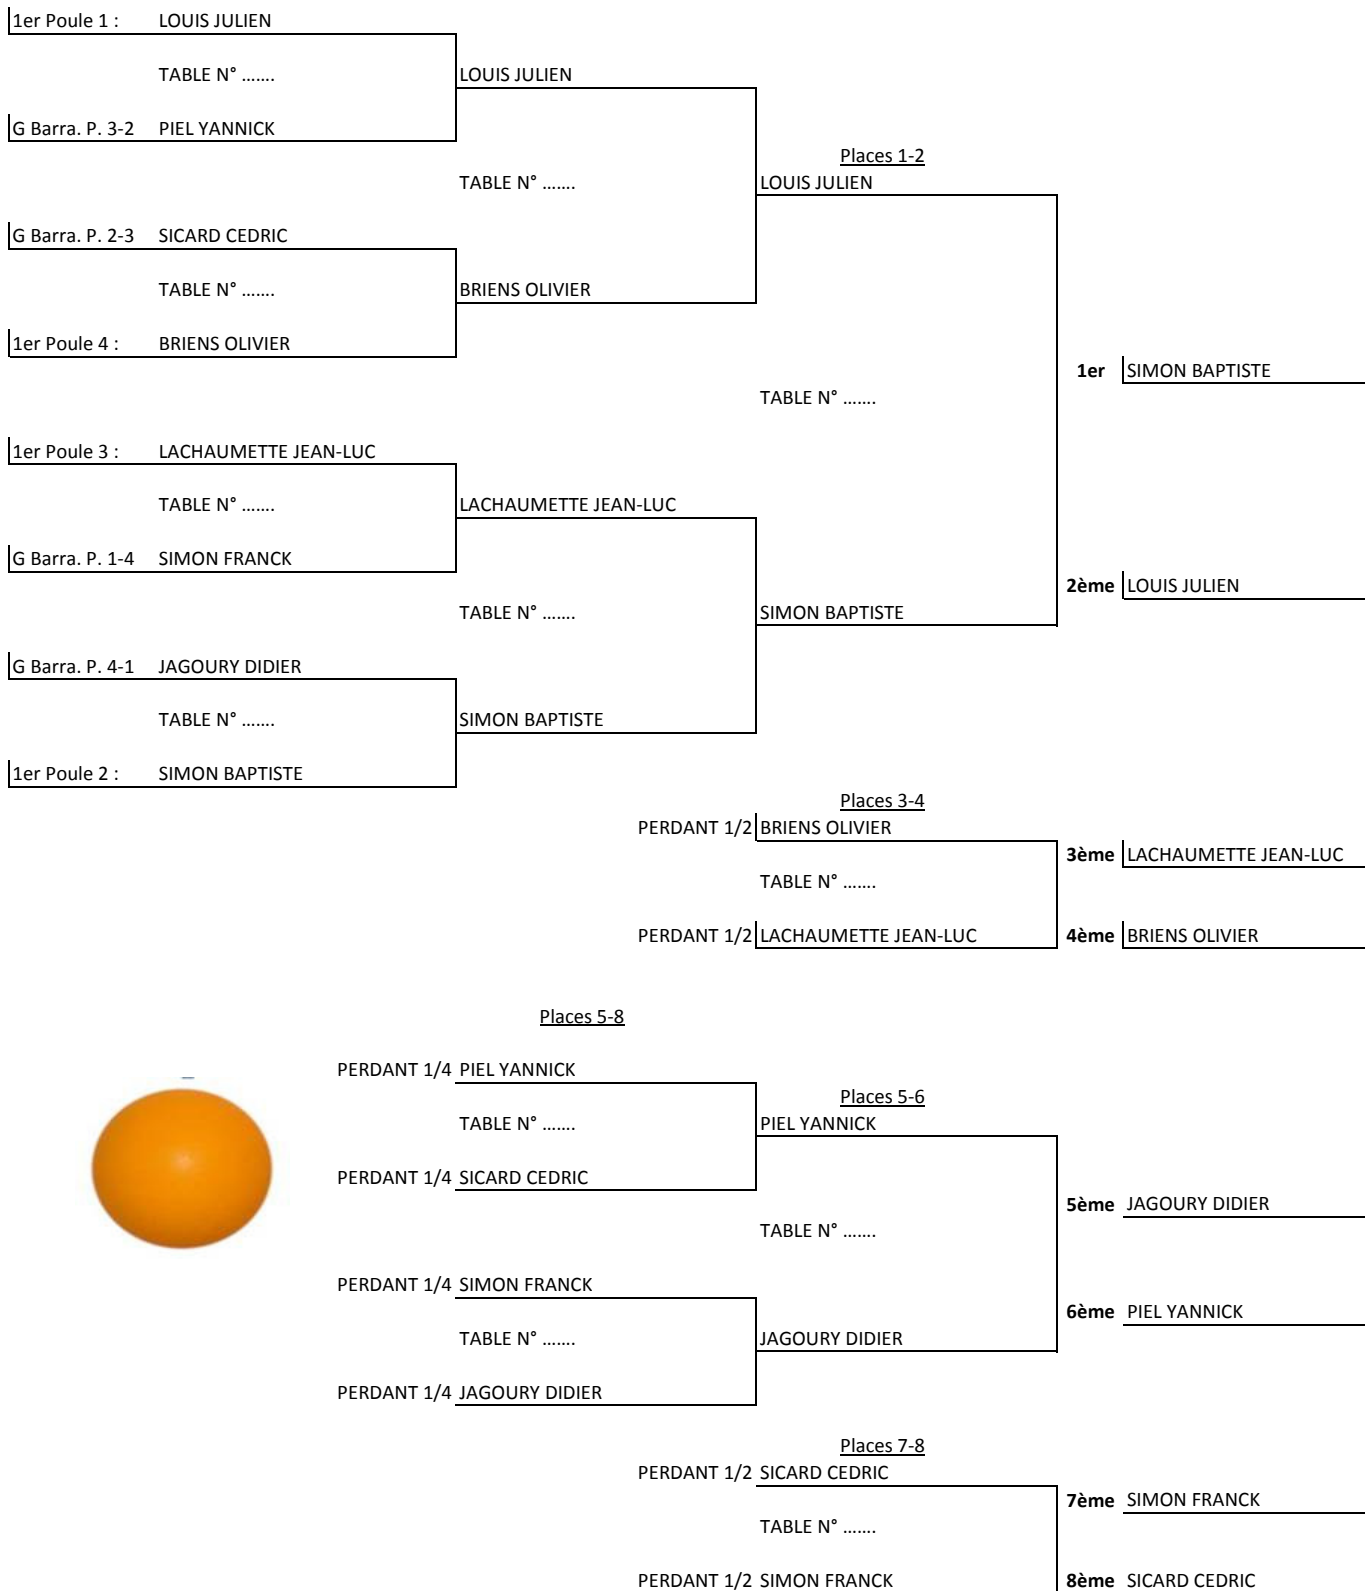 1er Poule 1 : LOUIS JULIEN
TABLE N° ....... LOUIS JULIEN
G Barra. P. 3-2 PIEL YANNICK
Places 1-2
TABLE N° ....... LOUIS JULIEN
G Barra. P. 2-3 SICARD CEDRIC
TABLE N° ....... BRIENS OLIVIER
1er Poule 4 : BRIENS OLIVIER
1er SIMON BAPTISTE
TABLE N° .......
1er Poule 3 : LACHAUMETTE JEAN-LUC
TABLE N° ....... LACHAUMETTE JEAN-LUC
G Barra. P. 1-4 SIMON FRANCK
2ème LOUIS JULIEN
TABLE N° ....... SIMON BAPTISTE
G Barra. P. 4-1 JAGOURY DIDIER
TABLE N° ....... SIMON BAPTISTE
1er Poule 2 : SIMON BAPTISTE
Places 3-4
PERDANT 1/2 BRIENS OLIVIER
3ème LACHAUMETTE JEAN-LUC
TABLE N° .......
PERDANT 1/2 LACHAUMETTE JEAN-LUC 4ème BRIENS OLIVIER
Places 5-8
PERDANT 1/4 PIEL YANNICK
Places 5-6
TABLE N° ....... PIEL YANNICK
PERDANT 1/4 SICARD CEDRIC
5ème JAGOURY DIDIER
TABLE N° .......
PERDANT 1/4 SIMON FRANCK
6ème PIEL YANNICK
TABLE N° ....... JAGOURY DIDIER
PERDANT 1/4 JAGOURY DIDIER
Places 7-8
PERDANT 1/2 SICARD CEDRIC
7ème SIMON FRANCK
TABLE N° .......
PERDANT 1/2 SIMON FRANCK 8ème SICARD CEDRIC